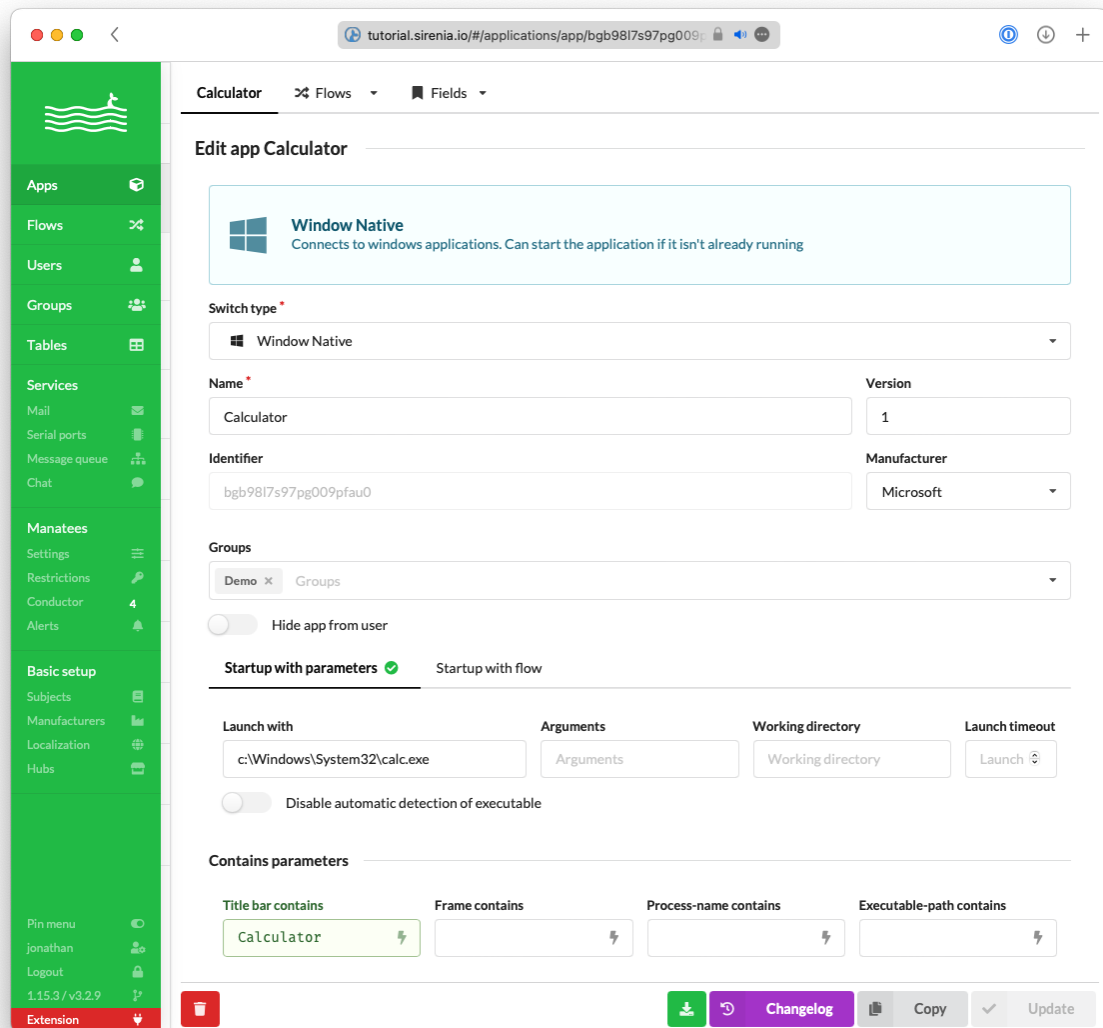 tutorial.sirenia.io/#/applications/app/bgb98l7s97pg009p
Calculator Flows Fields
Edit app Calculator
Apps
Flows
Users
Groups
Tables
Services
Mail
Serial ports
Message queue
Chat
Manatees
Settings
Restrictions
Conductor 4
Alerts
Basic setup
Subjects
Manufacturers
Localization
Hubs
Pin menu
jonathan
Logout
1.15.3 / v3.2.9
Extension
Window Native
Connects to windows applications. Can start the application if it isn't already running
Switch type *
Window Native
Name * Version
Calculator 1
Identifier Manufacturer
bgb98l7s97pg009pfau0 Microsoft
Groups
Demo × Groups
Hide app from user
Startup with parameters Startup with flow
Launch with Arguments Working directory Launch timeout
c:\Windows\System32\calc.exe Arguments Working directory Launch
Disable automatic detection of executable
Contains parameters
Title bar contains Frame contains Process-name contains Executable-path contains
Calculator
Changelog Copy Update